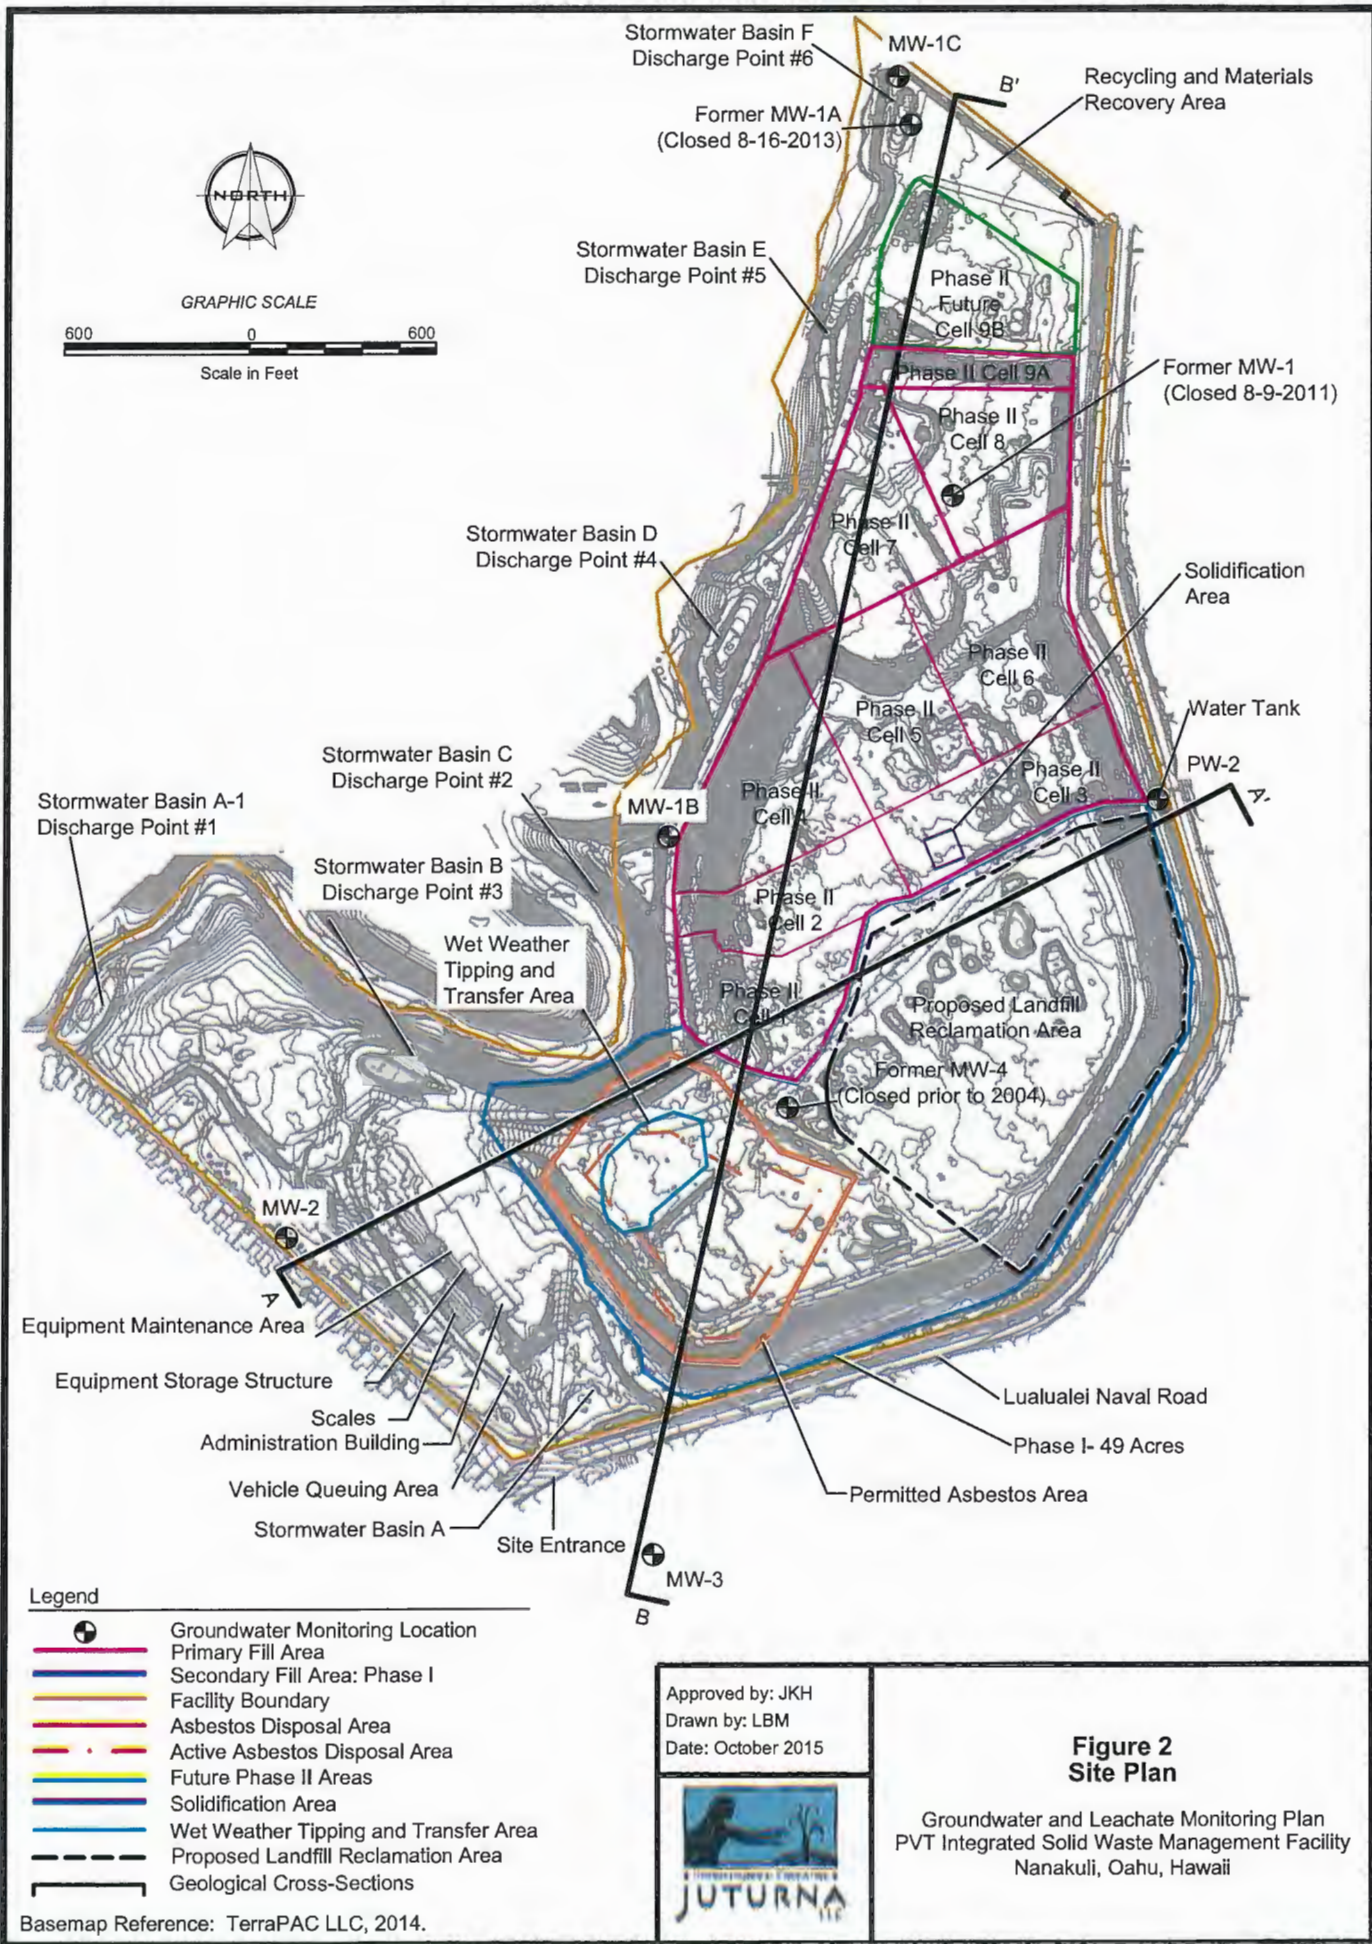 Stormwater Basin F
Discharge Point #6
MW-1C
B'
Recycling and Materials
Recovery Area
Former MW-1A
(Closed 8-16-2013)
NORTH
Stormwater Basin E
Discharge Point #5
GRAPHIC SCALE
600 0 600
Scale in Feet
Phase II
Future
Cell 9B
Phase II Cell 9A
Former MW-1
(Closed 8-9-2011)
Phase II
Cell 8
Stormwater Basin D
Discharge Point #4
Phase II
Cell 7
Solidification
Area
Phase II
Cell 6
Phase II
Cell 5
Water Tank
Stormwater Basin C
Discharge Point #2
PW-2
Phase II
Cell 3
A'
Phase II
Cell 4
Stormwater Basin A-1
Discharge Point #1
MW-1B
Stormwater Basin B
Discharge Point #3
Phase II
Cell 2
Wet Weather
Tipping and
Transfer Area
Phase II
Cell
Proposed Landfill
Reclamation Area
Former MW-4
(Closed prior to 2004)
MW-2
A
Equipment Maintenance Area
Equipment Storage Structure
Scales
Administration Building
Vehicle Queuing Area
Stormwater Basin A
Site Entrance
Lualualei Naval Road
Phase I- 49 Acres
Permitted Asbestos Area
MW-3
B
Legend
Groundwater Monitoring Location
Primary Fill Area
Secondary Fill Area: Phase I
Facility Boundary
Asbestos Disposal Area
Active Asbestos Disposal Area
Future Phase II Areas
Solidification Area
Wet Weather Tipping and Transfer Area
Proposed Landfill Reclamation Area
Geological Cross-Sections
Basemap Reference: TerraPAC LLC, 2014.
Approved by: JKH
Drawn by: LBM
Date: October 2015
JUTURNA
LLC
Figure 2
Site Plan
Groundwater and Leachate Monitoring Plan
PVT Integrated Solid Waste Management Facility
Nanakuli, Oahu, Hawaii